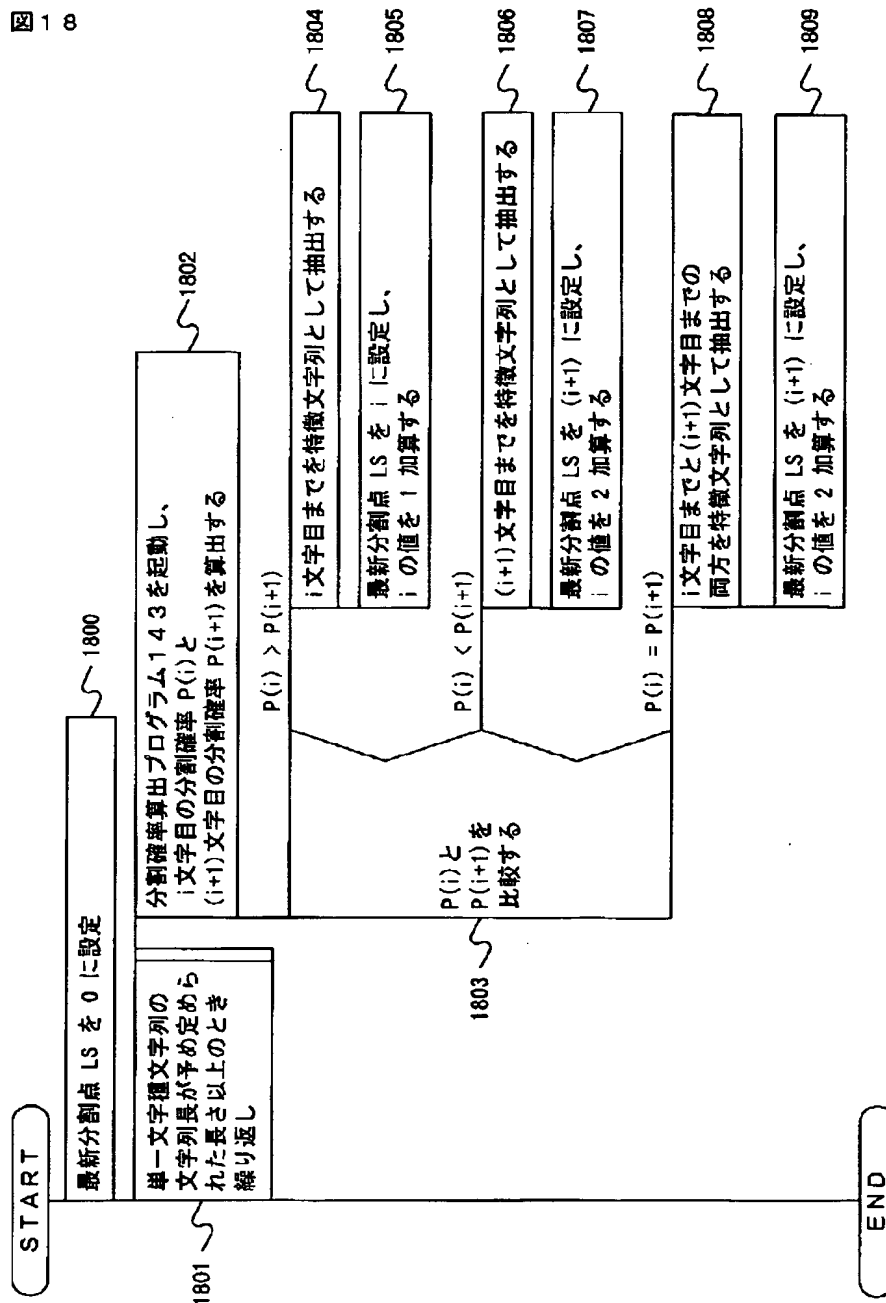 図18
START
最新分割点 LS を 0 に設定
1800
単一文字種文字列の
文字列長が予め定めら
れた長さ以上のとき
繰り返し
1801
分割確率算出プログラム143を起動し、
i文字目の分割確率 P(i)と
(i+1)文字目の分割確率 P(i+1)を算出する
1802
P(i)と
P(i+1)を
比較する
1803
P(i) > P(i+1)
i文字目までを特徴文字列として抽出する
1804
最新分割点 LS を i に設定し、
i の値を 1 加算する
1805
P(i) < P(i+1)
(i+1)文字目までを特徴文字列として抽出する
1806
最新分割点 LS を (i+1) に設定し、
i の値を 2 加算する
1807
P(i) = P(i+1)
i文字目までと(i+1)文字目までの
両方を特徴文字列として抽出する
1808
最新分割点 LS を (i+1) に設定し、
i の値を 2 加算する
1809
END